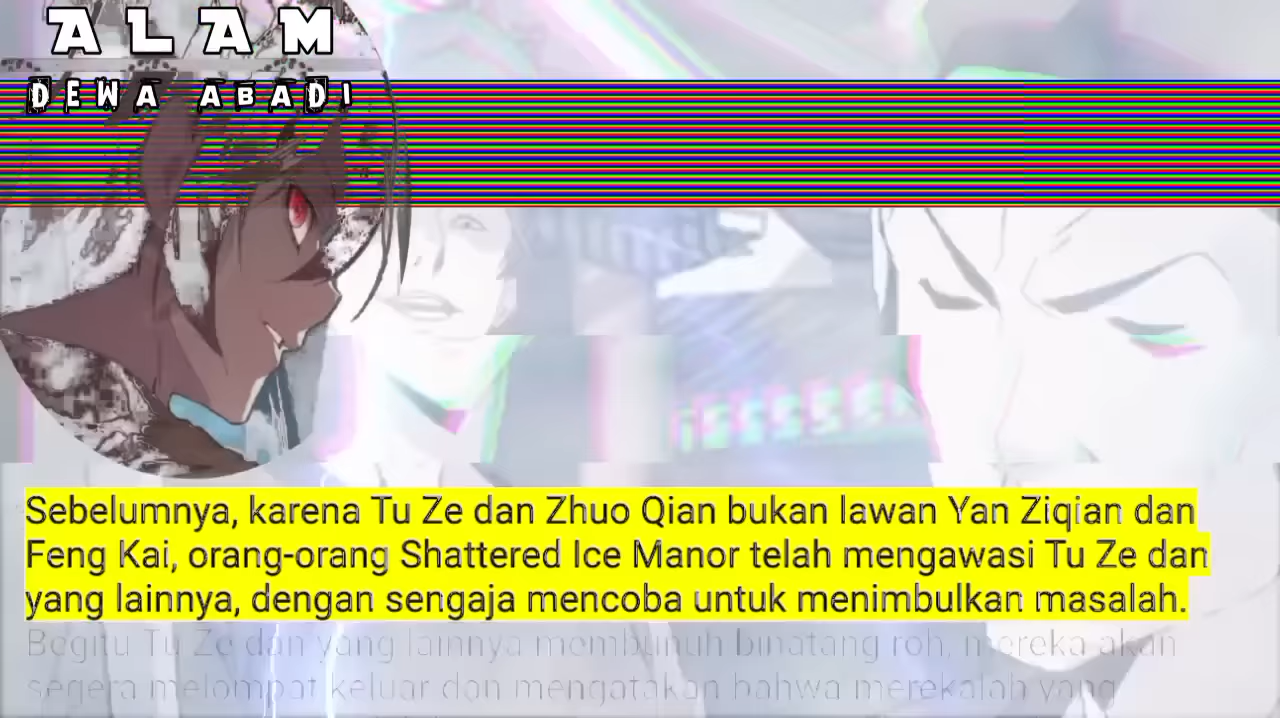 ALAM
DEWA ABADI
Sebelumnya, karena Tu Ze dan Zhuo Qian bukan lawan Yan Ziqian dan
Feng Kai, orang-orang Shattered Ice Manor telah mengawasi Tu Ze dan
yang lainnya, dengan sengaja mencoba untuk menimbulkan masalah.
Begitu Tu Ze dan yang lainnya membunuh binatang roh, mereka akan
segera melompat keluar dan mengatakan bahwa merekalah yang